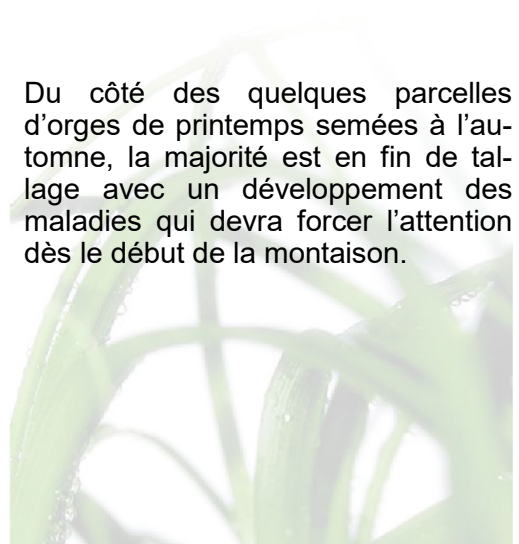 Du côté des quelques parcelles
d’orges de printemps semées à l’au-
tomne, la majorité est en fin de tal-
lage avec un développement des
maladies qui devra forcer l’attention
dès le début de la montaison.